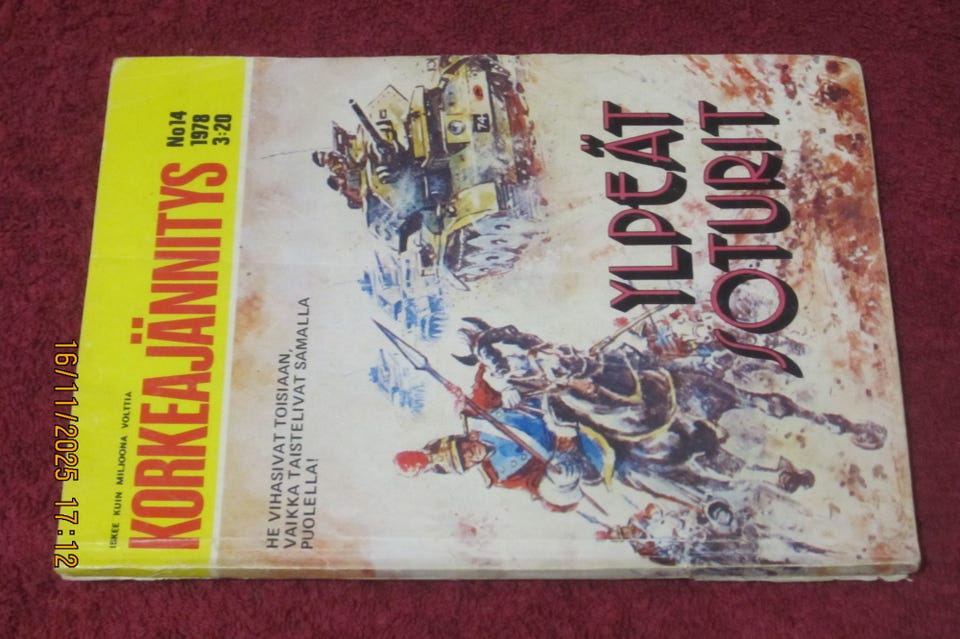 ISKEE KUIN MILJOONA VOLTTIA
KORKEAJÄNNITYS
No14
1978
3:20
HE VIHASIVAT TOISIAAN,
VAIKKA TAISTELIVAT SAMALLA
PUOLELLA!
74
YLPEÄT
SOTURIT
16/11/2025 17:12